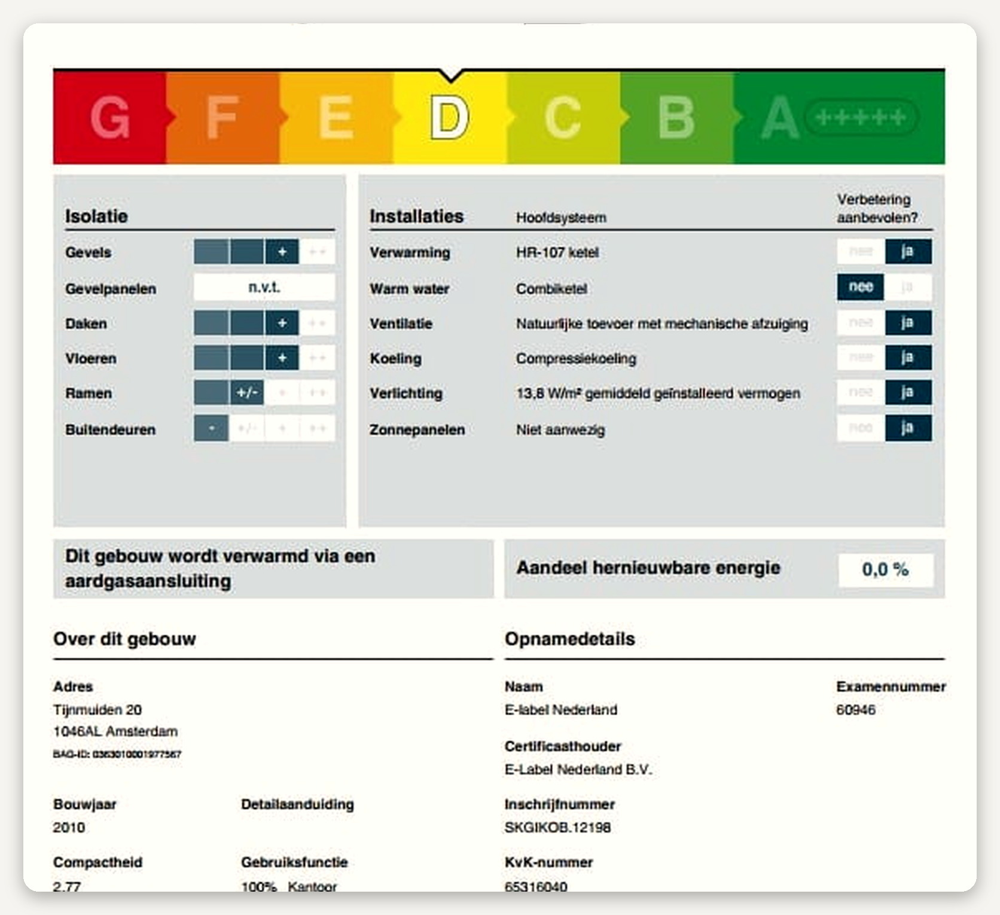 G F E D C B A +++++
Isolatie
Gevels + ++
Gevelpanelen n.v.t.
Daken + ++
Vloeren + ++
Ramen +/- + ++
Buitendeuren - +/- + ++
Installaties Hoofdsysteem Verbetering aanbevolen?
Verwarming HR-107 ketel nee ja
Warm water Combiketel nee ja
Ventilatie Natuurlijke toevoer met mechanische afzuiging nee ja
Koeling Compressiekoeling nee ja
Verlichting 13,8 W/m² gemiddeld geïnstalleerd vermogen nee ja
Zonnepanelen Niet aanwezig nee ja
Dit gebouw wordt verwarmd via een
aardgasaansluiting
Aandeel hernieuwbare energie 0,0 %
Over dit gebouw
Adres
Tijnmuiden 20
1046AL Amsterdam
BAG-ID: 0363010001977567
Bouwjaar Detailaanduiding
2010
Compactheid Gebruiksfunctie
2,77 100% Kantoor
Opnamedetails
Naam Examennummer
E-label Nederland 60946
Certificaathouder
E-Label Nederland B.V.
Inschrijfnummer
SKGIKOB.12198
KvK-nummer
65316040